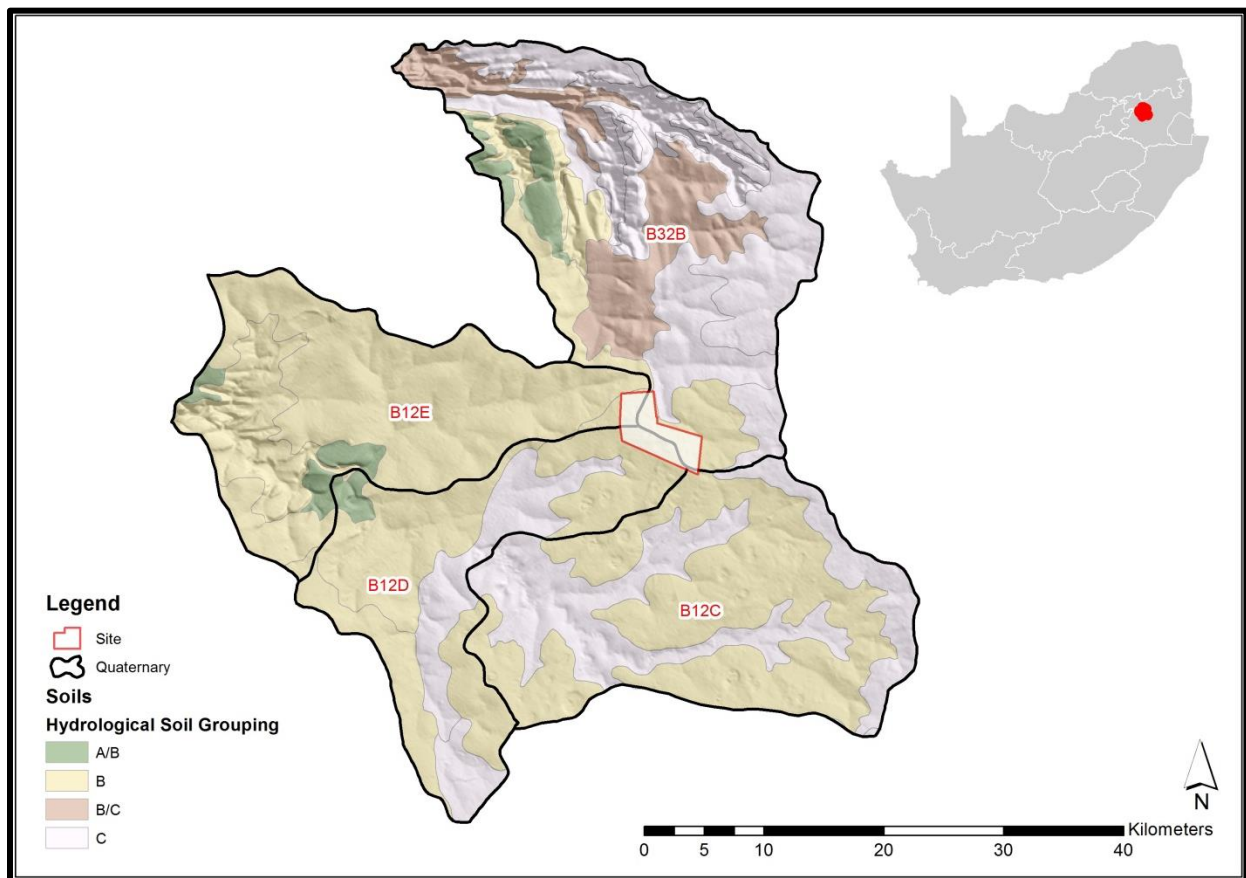 B32B
B12E
B12D
B12C
Legend
Site
Quaternary
Soils
Hydrological Soil Grouping
A/B
B
B/C
C
N
Kilometers
0 5 10 20 30 40